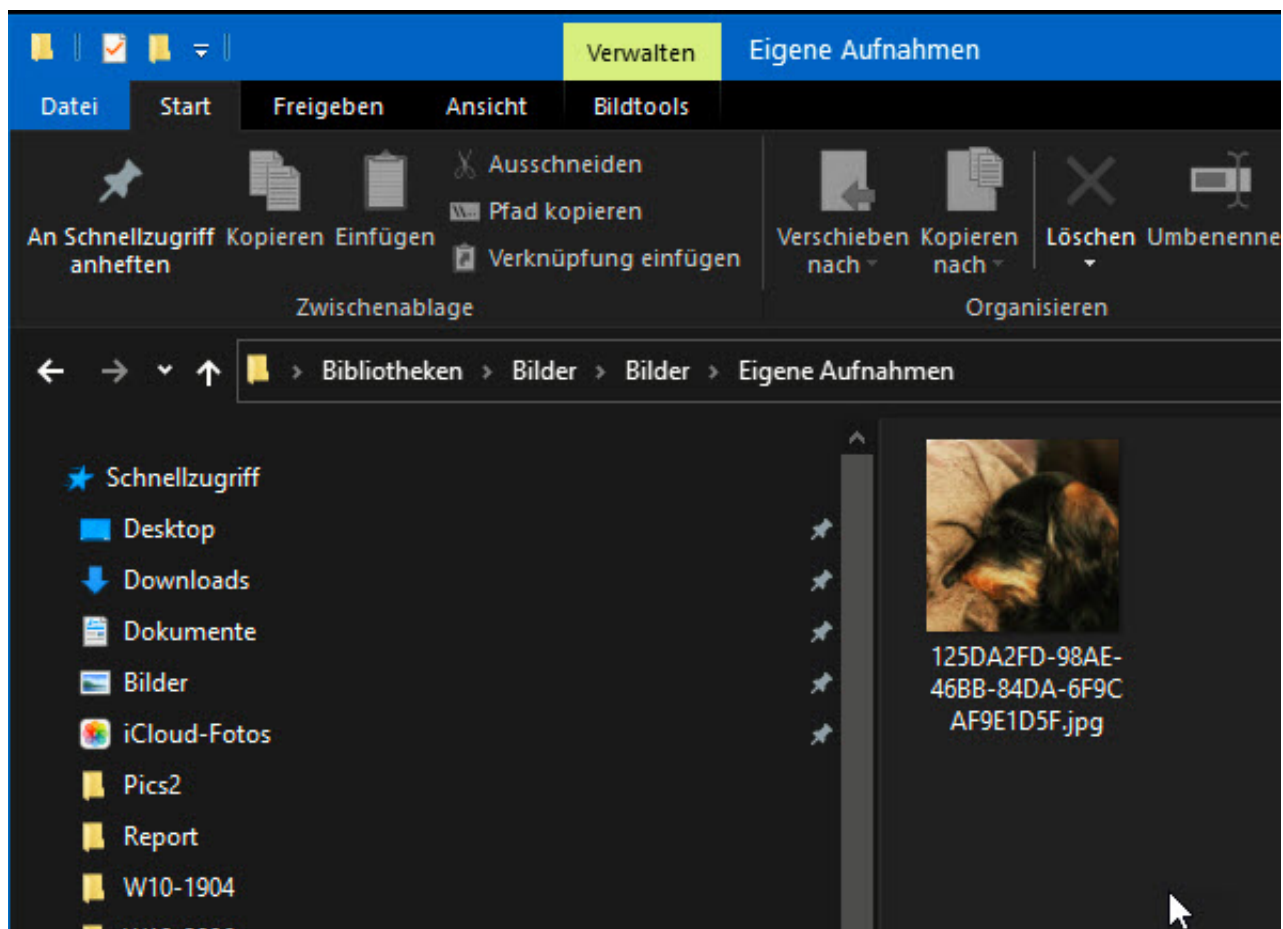 Verwalten Eigene Aufnahmen
Datei Start Freigeben Ansicht Bildtools
An Schnellzugriff
anheften
Kopieren
Einfügen
Ausschneiden
Pfad kopieren
Verknüpfung einfügen
Zwischenablage
Verschieben
nach
Kopieren
nach
Löschen
Umbenenne
Organisieren
Bibliotheken > Bilder > Bilder > Eigene Aufnahmen
Schnellzugriff
Desktop
Downloads
Dokumente
Bilder
iCloud-Fotos
Pics2
Report
W10-1904
125DA2FD-98AE-
46BB-84DA-6F9C
AF9E1D5F.jpg